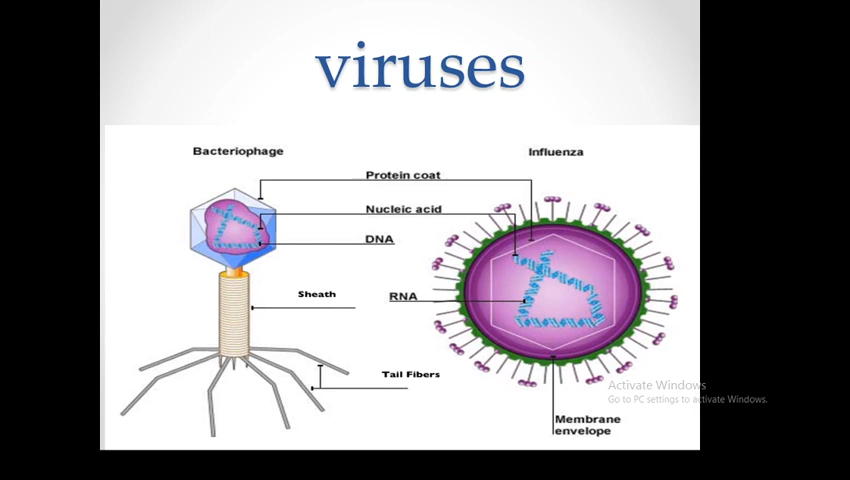 viruses
Bacteriophage
Influenza
Protein coat
Nucleic acid
DNA
Sheath
RNA
Tail Fibers
Activate Windows
Go to PC settings to activate Windows.
Membrane
envelope